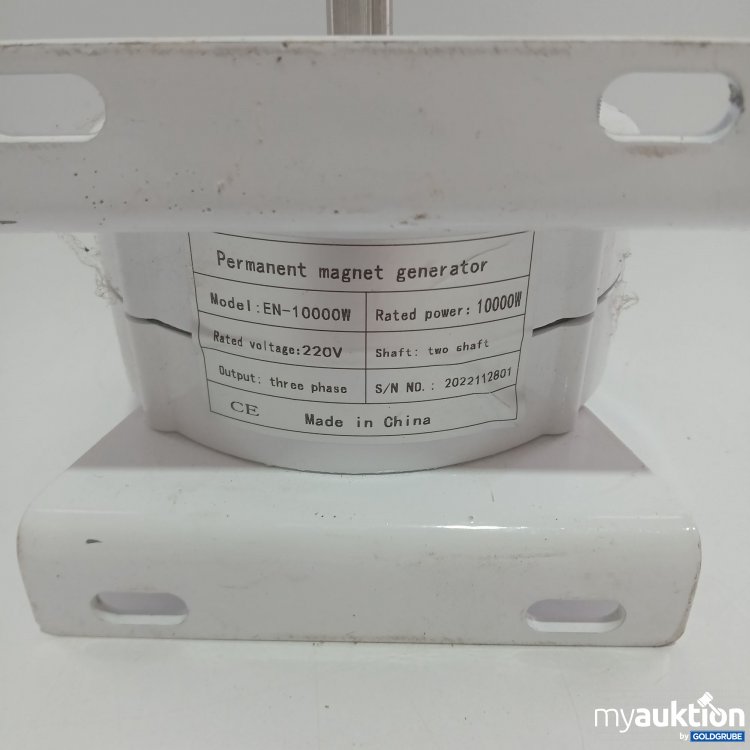 Permanent magnet generator
Model:EN-10000W Rated power: 10000W
Rated voltage:220V Shaft: two shaft
Output: three phase S/N NO.: 2022112801
CE Made in China
myauktion
by GOLDGRUBE